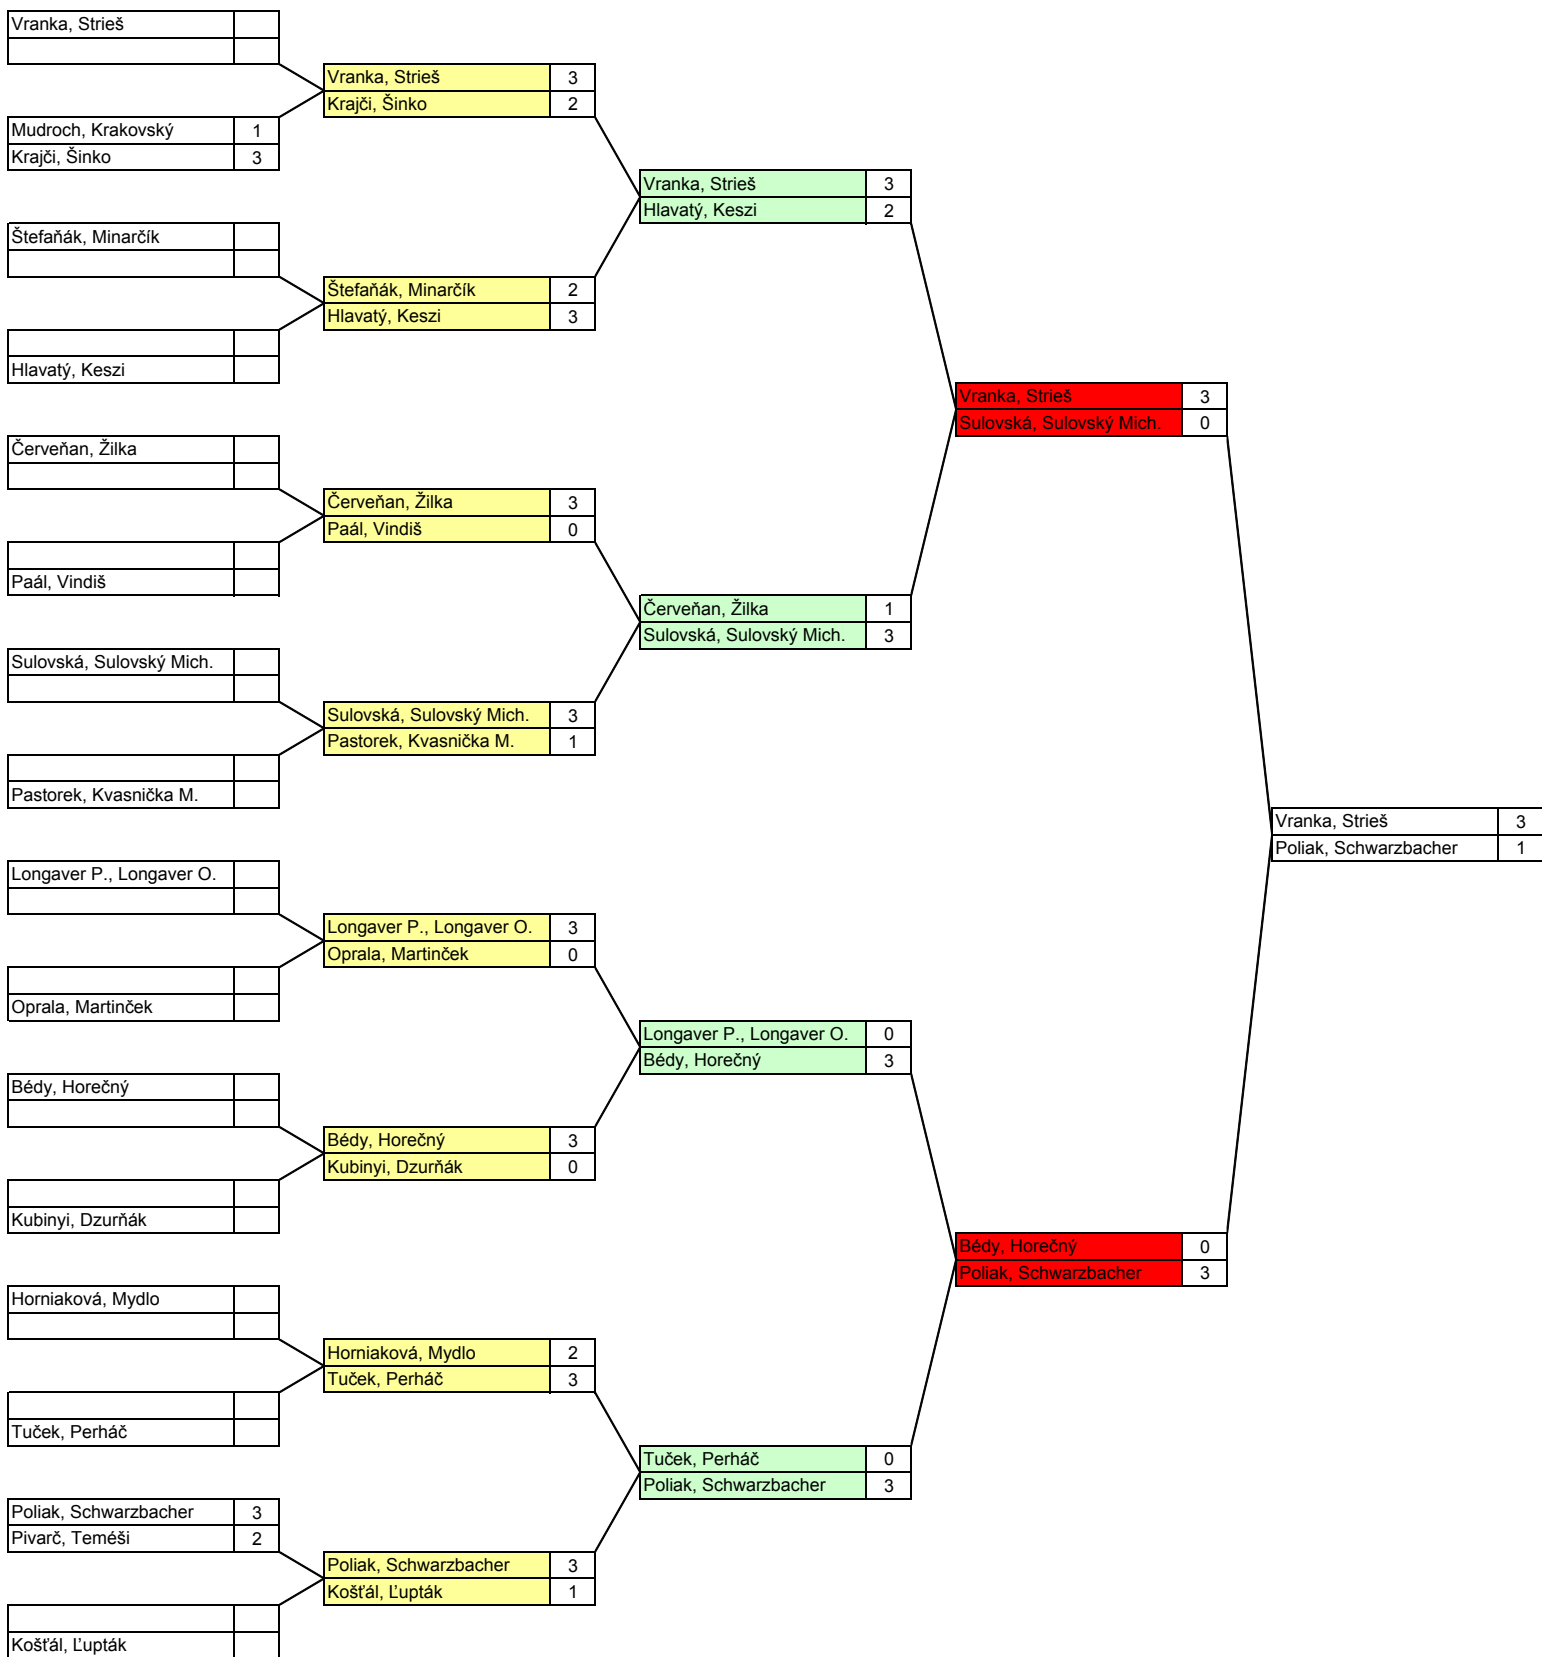 Vranka, Strieš
Vranka, Strieš 3
Krajči, Šinko 2
Mudroch, Krakovský 1
Krajči, Šinko 3
Vranka, Strieš 3
Hlavatý, Keszi 2
Štefaňák, Minarčík
Štefaňák, Minarčík 2
Hlavatý, Keszi 3
Hlavatý, Keszi
Vranka, Strieš 3
Sulovská, Sulovský Mich. 0
Červeňan, Žilka
Červeňan, Žilka 3
Paál, Vindiš 0
Paál, Vindiš
Červeňan, Žilka 1
Sulovská, Sulovský Mich. 3
Sulovská, Sulovský Mich.
Sulovská, Sulovský Mich. 3
Pastorek, Kvasnička M. 1
Pastorek, Kvasnička M.
Vranka, Strieš 3
Poliak, Schwarzbacher 1
Longaver P., Longaver O.
Longaver P., Longaver O. 3
Oprala, Martinček 0
Oprala, Martinček
Longaver P., Longaver O. 0
Bédy, Horečný 3
Bédy, Horečný
Bédy, Horečný 3
Kubinyi, Dzurňák 0
Kubinyi, Dzurňák
Bédy, Horečný 0
Poliak, Schwarzbacher 3
Horniaková, Mydlo
Horniaková, Mydlo 2
Tuček, Perháč 3
Tuček, Perháč
Tuček, Perháč 0
Poliak, Schwarzbacher 3
Poliak, Schwarzbacher 3
Pivarč, Teméši 2
Poliak, Schwarzbacher 3
Košťál, Ľupták 1
Košťál, Ľupták